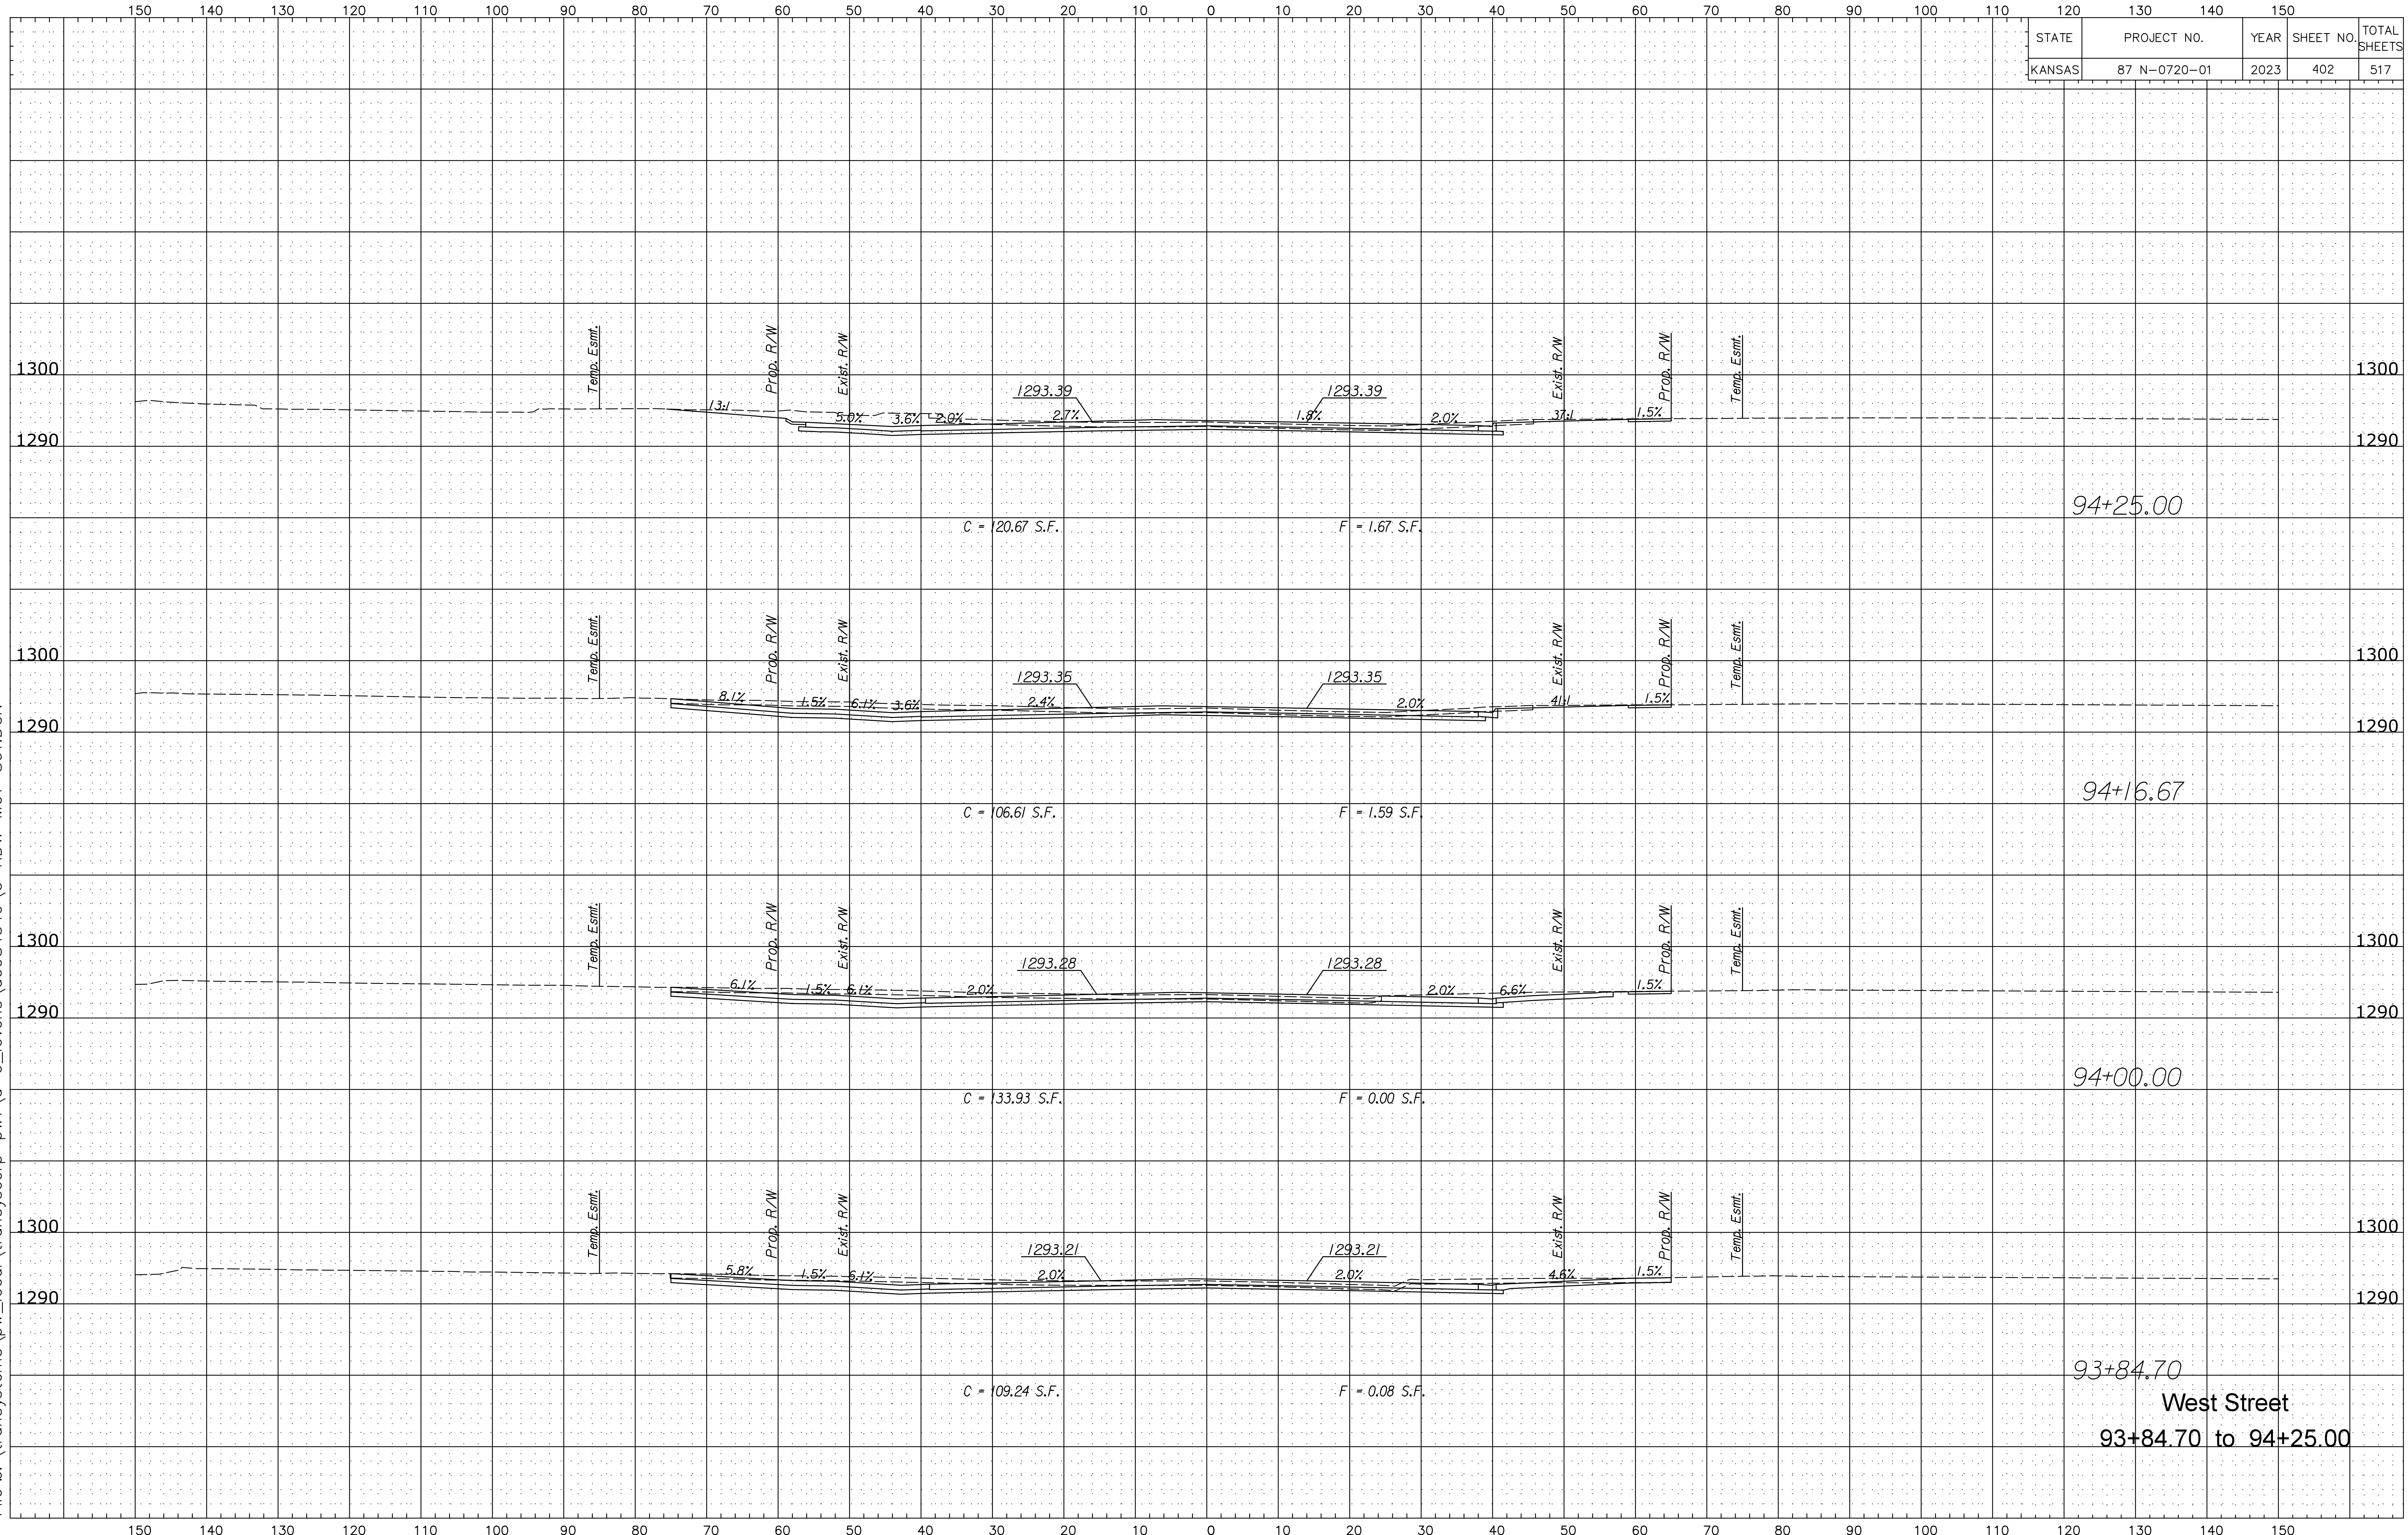 150 140 130 120 110 100 90 80 70 60 50 40 30 20 10 0 10 20 30 40 50 60 70 80 90 100 110 120 130 140 150
STATE PROJECT NO. YEAR SHEET NO. TOTAL SHEETS
KANSAS 87 N-0720-01 2023 402 517
Temp. Esmt. Prop. R/W Exist. R/W Exist. R/W Prop. R/W Temp. Esmt.
1300 1300
1293.39 1293.39
13:1 5.0% 3.6% 2.0% 2.7% 1.8% 2.0% 37:1 1.5%
1290 1290
94+25.00
C = 120.67 S.F. F = 1.67 S.F.
Temp. Esmt. Prop. R/W Exist. R/W Exist. R/W Prop. R/W Temp. Esmt.
1300 1300
1293.35 1293.35
8.1% 1.5% 6.1% 3.6% 2.4% 2.0% 41:1 1.5%
1290 1290
94+16.67
C = 106.61 S.F. F = 1.59 S.F.
Temp. Esmt. Prop. R/W Exist. R/W Exist. R/W Prop. R/W Temp. Esmt.
1300 1300
1293.28 1293.28
6.1% 1.5% 6.1% 2.0% 2.0% 6.6% 1.5%
1290 1290
94+00.00
C = 133.93 S.F. F = 0.00 S.F.
Temp. Esmt. Prop. R/W Exist. R/W Exist. R/W Prop. R/W Temp. Esmt.
1300 1300
1293.21 1293.21
5.8% 1.5% 6.1% 2.0% 2.0% 4.6% 1.5%
1290 1290
93+84.70
C = 109.24 S.F. F = 0.08 S.F.
West Street
93+84.70 to 94+25.00
150 140 130 120 110 100 90 80 70 60 50 40 30 20 10 0 10 20 30 40 50 60 70 80 90 100 110 120 130 140 150